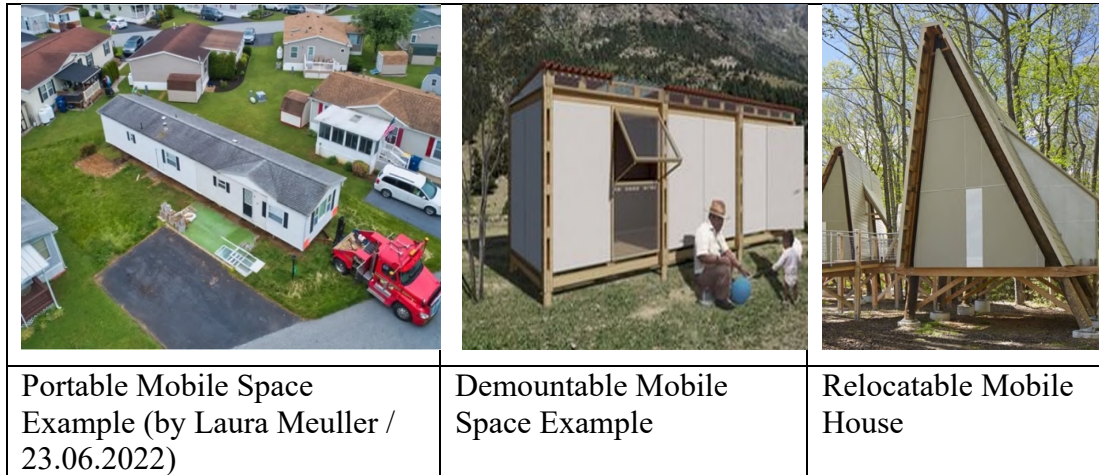 Portable Mobile Space
Example (by Laura Meuller /
23.06.2022)
Demountable Mobile
Space Example
Relocatable Mobile
House